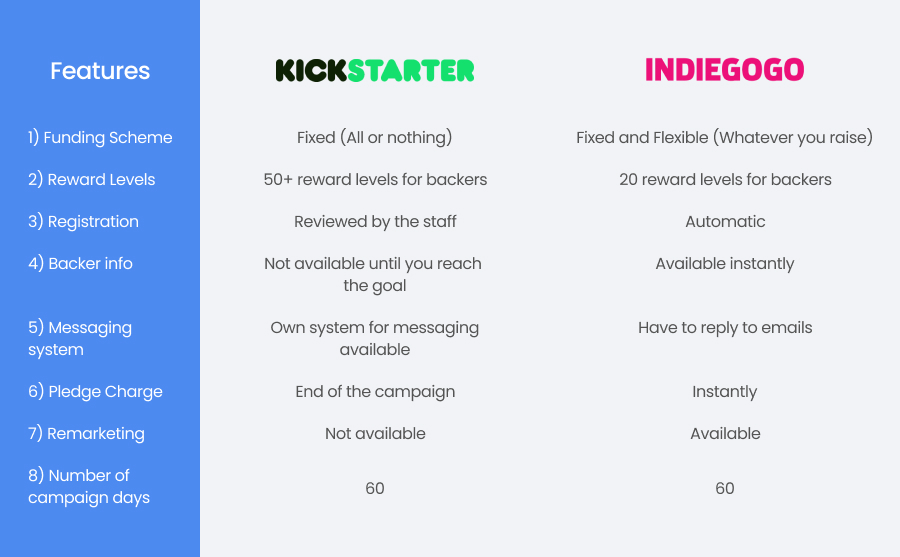 Features
KICKSTARTER
INDIEGOGO
1) Funding Scheme
Fixed (All or nothing)
Fixed and Flexible (Whatever you raise)
2) Reward Levels
50+ reward levels for backers
20 reward levels for backers
3) Registration
Reviewed by the staff
Automatic
4) Backer info
Not available until you reach
the goal
Available instantly
5) Messaging
system
Own system for messaging
available
Have to reply to emails
6) Pledge Charge
End of the campaign
Instantly
7) Remarketing
Not available
Available
8) Number of
campaign days
60
60